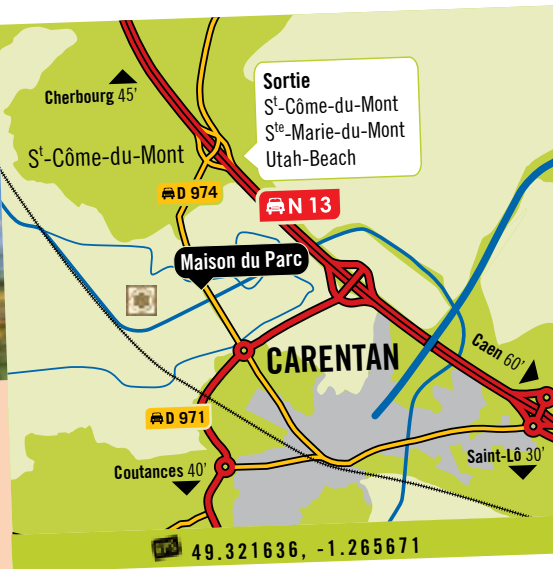 Cherbourg 45'
Sortie
St-Côme-du-Mont
Ste-Marie-du-Mont
Utah-Beach
St-Côme-du-Mont
D 974
N 13
Maison du Parc
CARENTAN
Caen 60'
D 971
Coutances 40'
Saint-Lô 30'
49.321636, -1.265671